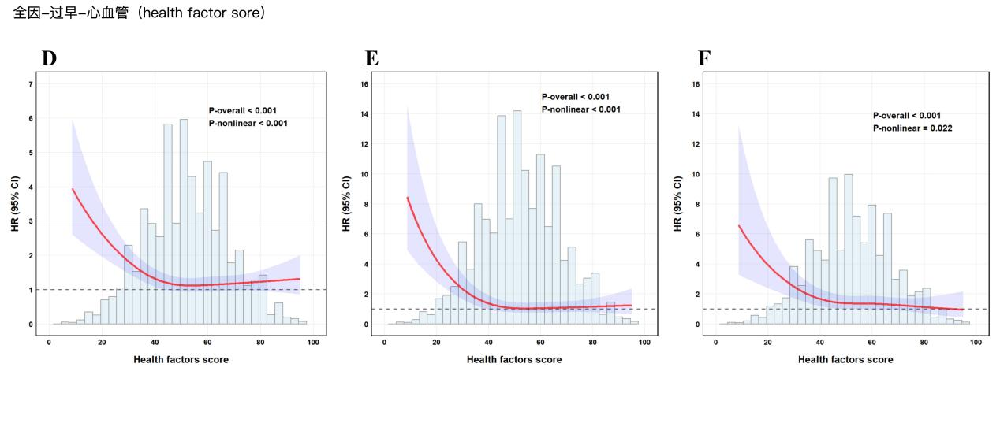 全因-过早-心血管（health factor sore）
D
7
6
5
4
3
2
1
0
HR (95% CI)
P-overall < 0.001
P-nonlinear < 0.001
0 20 40 60 80 100
Health factors score
E
16
14
12
10
8
6
4
2
0
HR (95% CI)
P-overall < 0.001
P-nonlinear < 0.001
0 20 40 60 80 100
Health factors score
F
16
14
12
10
8
6
4
2
0
HR (95% CI)
P-overall < 0.001
P-nonlinear = 0.022
0 20 40 60 80 100
Health factors score